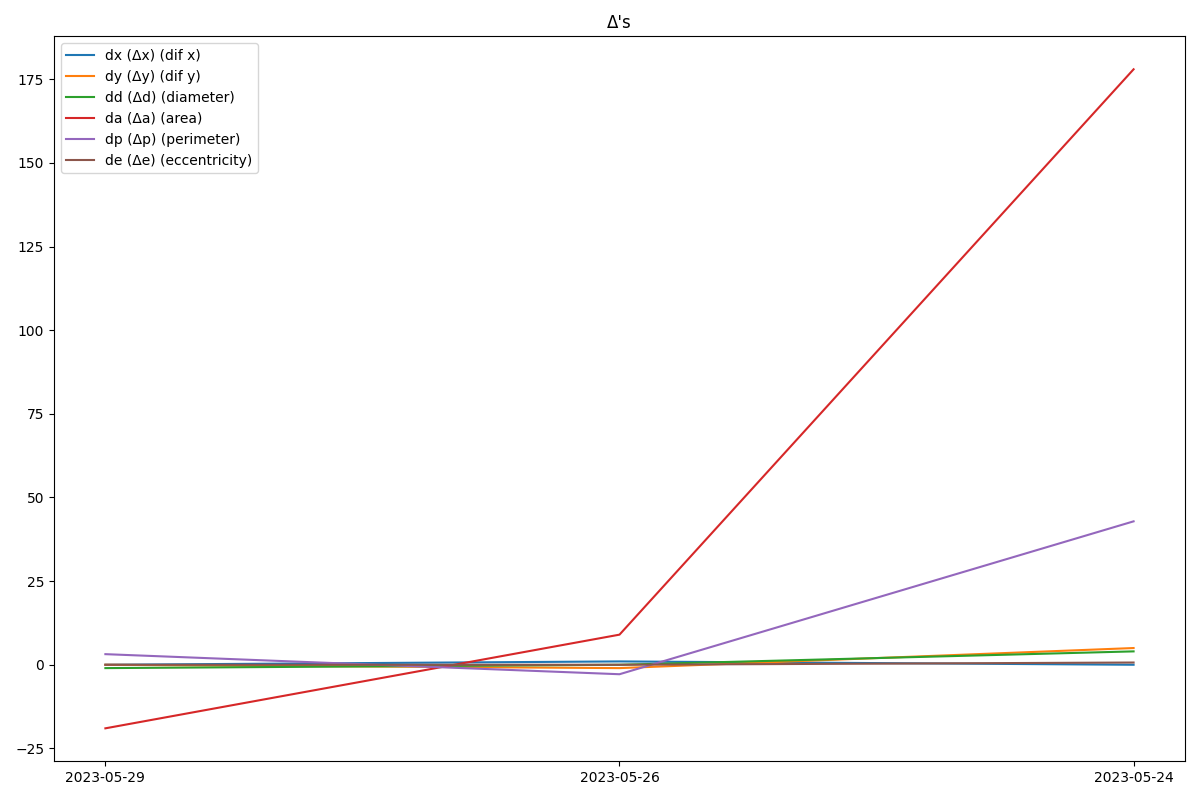 Δ's
dx (Δx) (dif x)
dy (Δy) (dif y)
dd (Δd) (diameter)
da (Δa) (area)
dp (Δp) (perimeter)
de (Δe) (eccentricity)
175
150
125
100
75
50
25
0
−25
2023-05-29
2023-05-26
2023-05-24